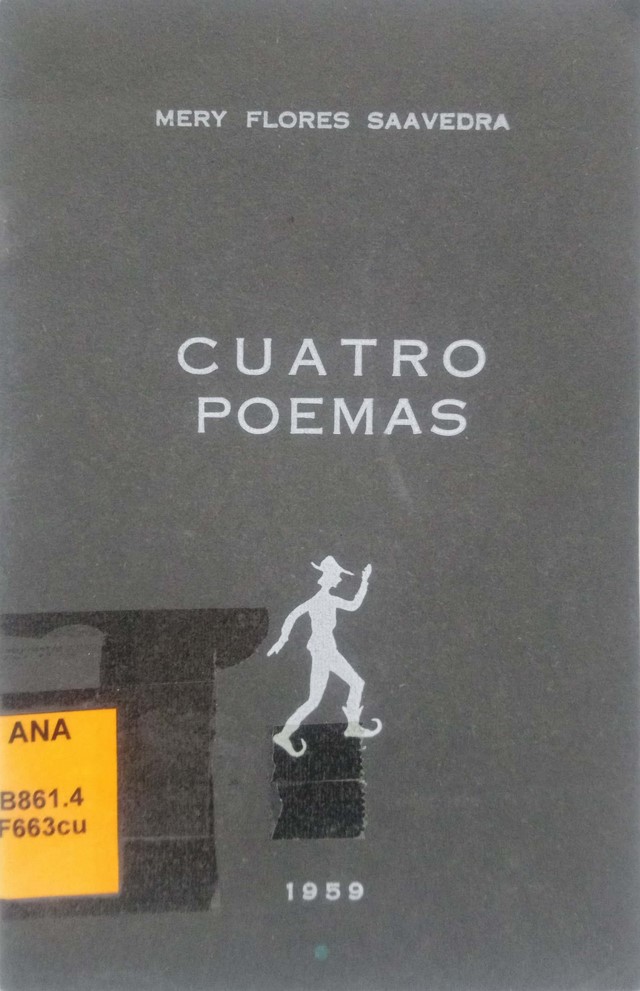 MERY FLORES SAAVEDRA
CUATRO
POEMAS
ANA
B861.4
F663cu
1959